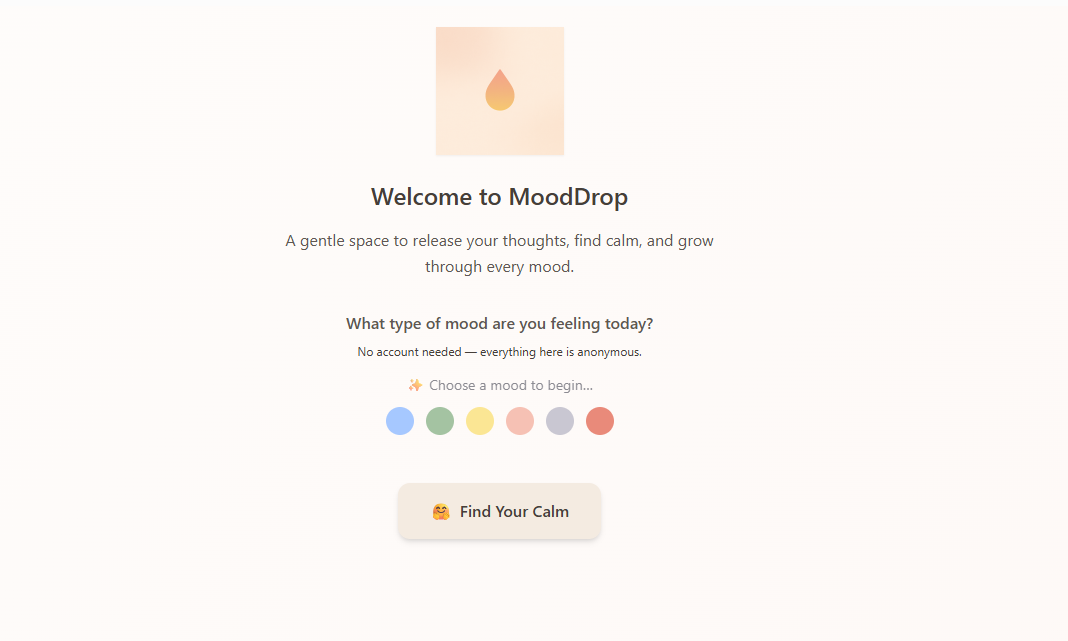 Welcome to MoodDrop
A gentle space to release your thoughts, find calm, and grow
through every mood.
What type of mood are you feeling today?
No account needed — everything here is anonymous.
✨ Choose a mood to begin...
🤗 Find Your Calm